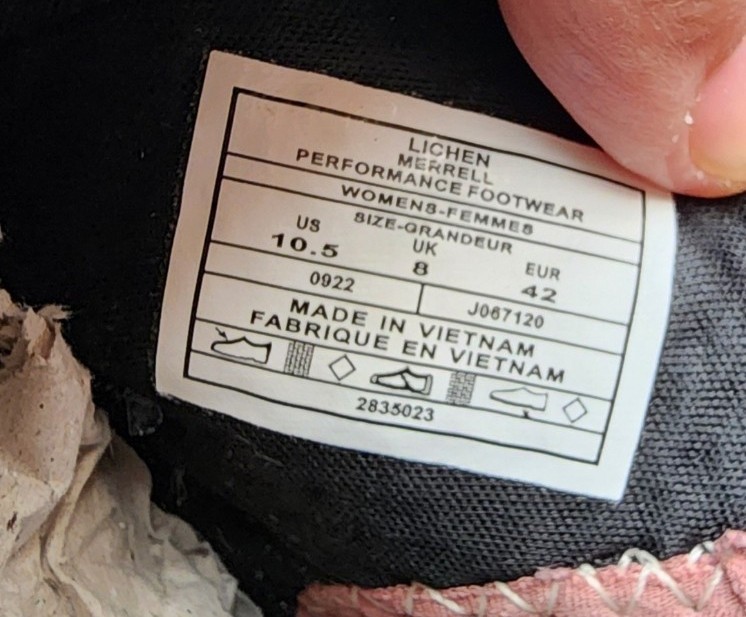 LICHEN
MERRELL
PERFORMANCE FOOTWEAR
WOMENS-FEMMES
SIZE-GRANDEUR
US UK EUR
10.5 8 42
0922 J067120
MADE IN VIETNAM
FABRIQUE EN VIETNAM
2835023